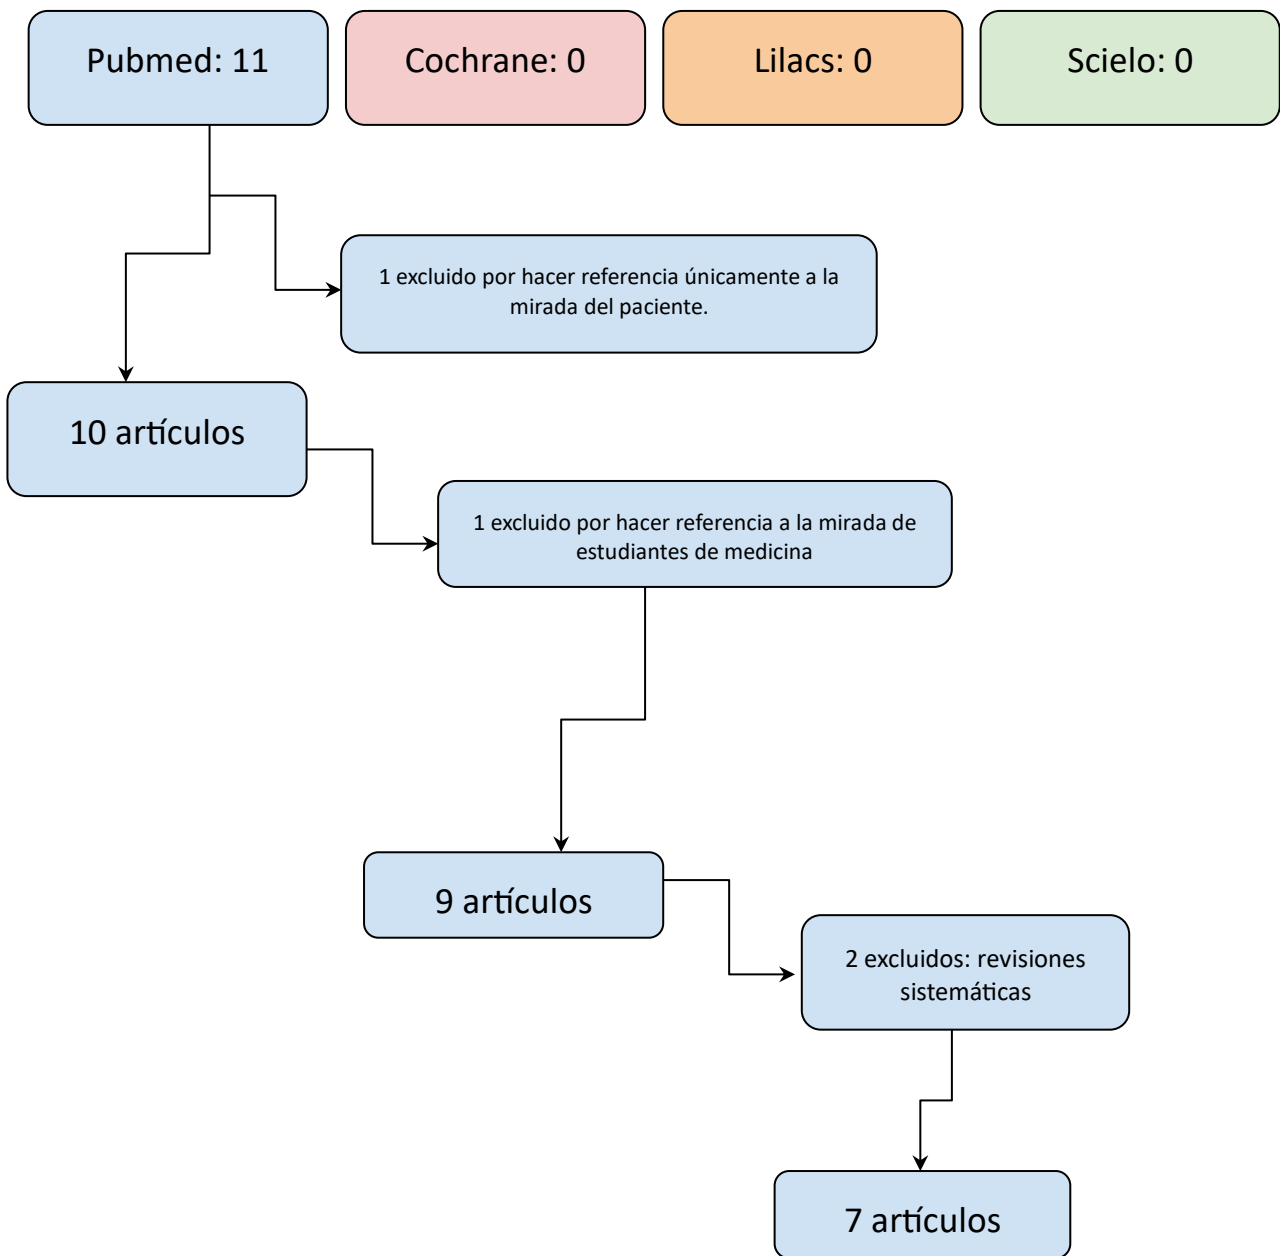 Pubmed: 11
Cochrane: 0
Lilacs: 0
Scielo: 0
1 excluido por hacer referencia únicamente a la
mirada del paciente.
10 artículos
1 excluido por hacer referencia a la mirada de
estudiantes de medicina
9 artículos
2 excluidos: revisiones
sistemáticas
7 artículos